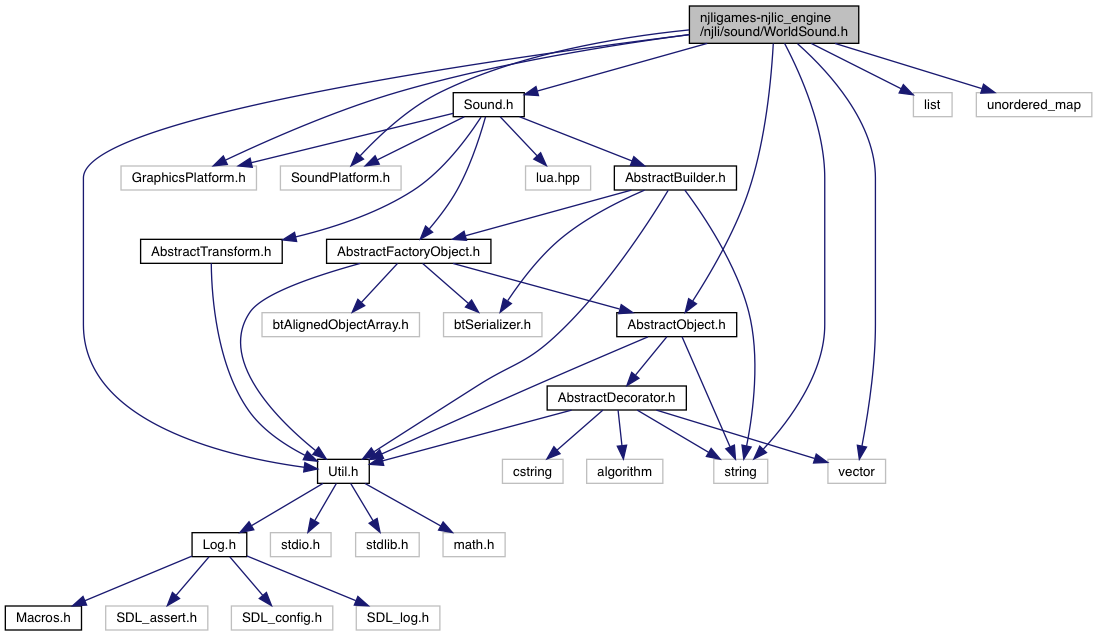 njligames-njlic_engine
/njli/sound/WorldSound.h
Sound.h
list
unordered_map
GraphicsPlatform.h
SoundPlatform.h
lua.hpp
AbstractBuilder.h
AbstractTransform.h
AbstractFactoryObject.h
btAlignedObjectArray.h
btSerializer.h
AbstractObject.h
AbstractDecorator.h
Util.h
cstring
algorithm
string
vector
Log.h
stdio.h
stdlib.h
math.h
Macros.h
SDL_assert.h
SDL_config.h
SDL_log.h